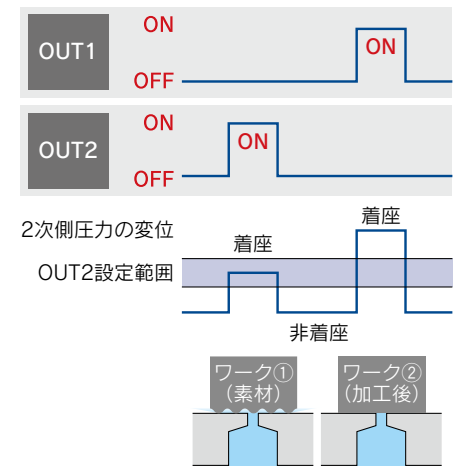 OUT1
ON
OFF
ON
OUT2
ON
OFF
ON
2次側圧力の変位
OUT2設定範囲
着座
着座
非着座
ワーク①
(素材)
ワーク②
(加工後)